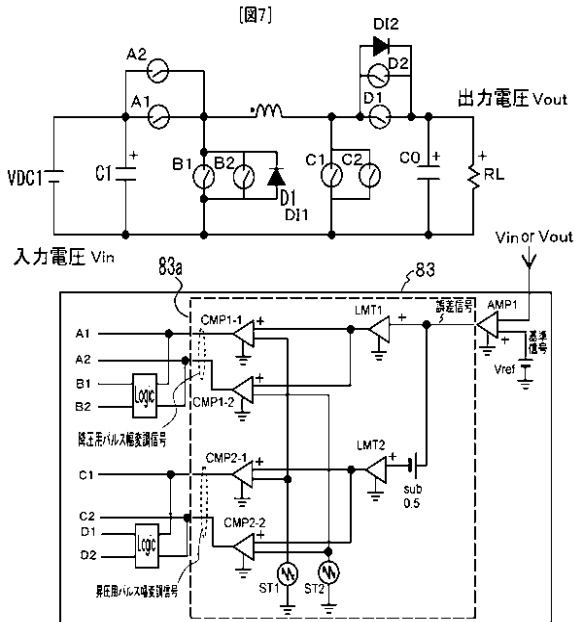 [図7]
A2
A1
DI2
D2
D1
出力電圧 Vout
VDC1
C1
+
B1
B2
D1
DI1
C1
C2
CO
+
+
RL
入力電圧 Vin
Vin or Vout
83a
83
A1
A2
B1
B2
Logic
降圧用パルス幅変調信号
C1
C2
D1
D2
Logic
昇圧用パルス幅変調信号
CMP1-1
+
CMP1-2
+
CMP2-1
+
CMP2-2
+
LMT1
+
LMT2
+
誤差信号
AMP1
+
基準信号
Vref
sub
0.5
ST1
ST2